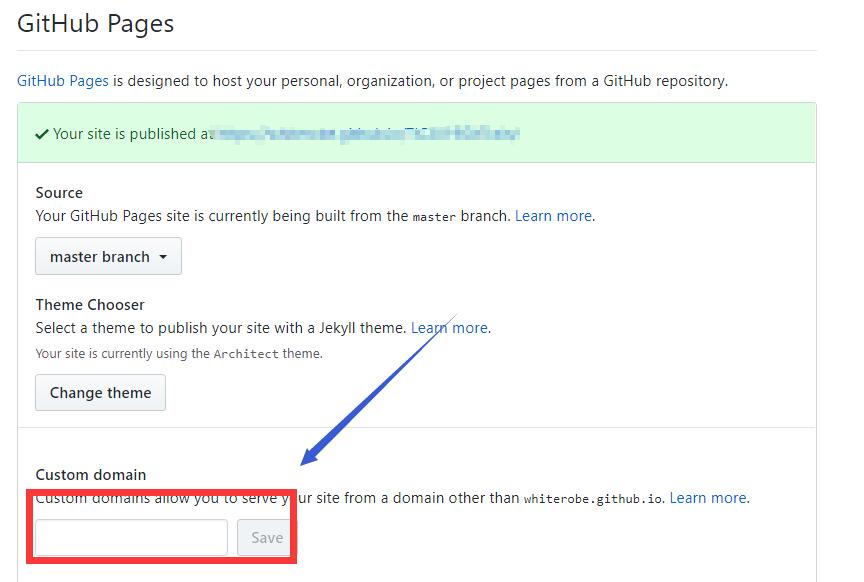 GitHub Pages
GitHub Pages is designed to host your personal, organization, or project pages from a GitHub repository.
Your site is published at
Source
Your GitHub Pages site is currently being built from the master branch. Learn more.
master branch
Theme Chooser
Select a theme to publish your site with a Jekyll theme. Learn more.
Your site is currently using the Architect theme.
Change theme
Custom domain
Custom domains allow you to serve your site from a domain other than whiterobe.github.io. Learn more.
Save